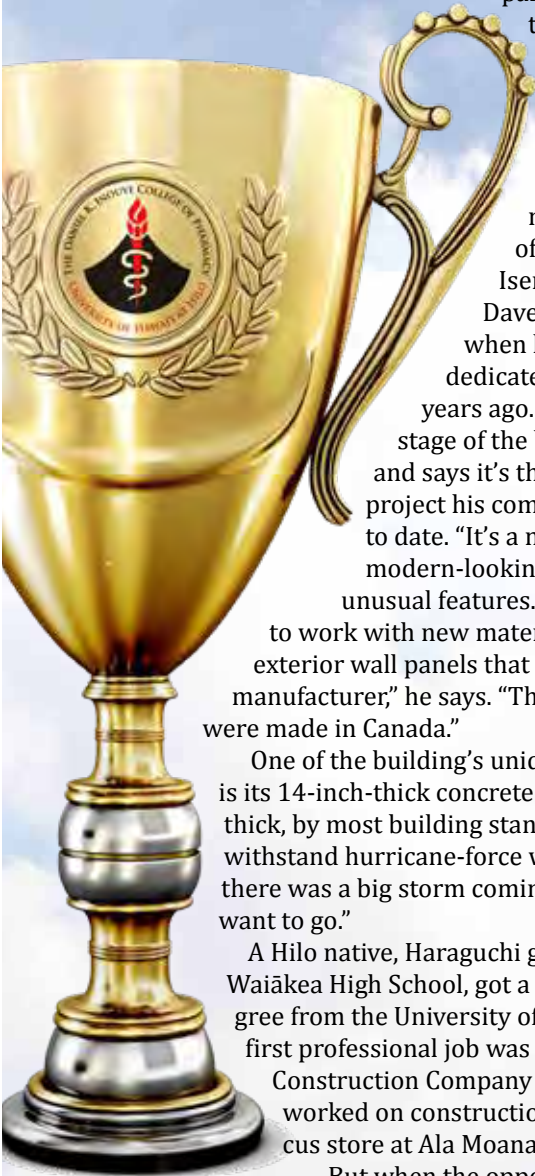 THE DANIEL K. INOUYE COLLEGE OF PHARMACY
UNIVERSITY OF HAWAI‘I AT HILO
of
Iser
Dave
when
dedicate
years ago.
stage of the
and says it’s th
project his com
to date. “It’s a
modern-lookin
unusual features.
to work with new mater
exterior wall panels that
manufacturer,” he says. “Th
were made in Canada.”
One of the building’s uniq
is its 14-inch-thick concrete
thick, by most building stan
withstand hurricane-force
there was a big storm comin
want to go.”
A Hilo native, Haraguchi g
Waiākea High School, got a
gree from the University of
first professional job was
Construction Company
worked on constructio
cus store at Ala Moana
But when the oppo